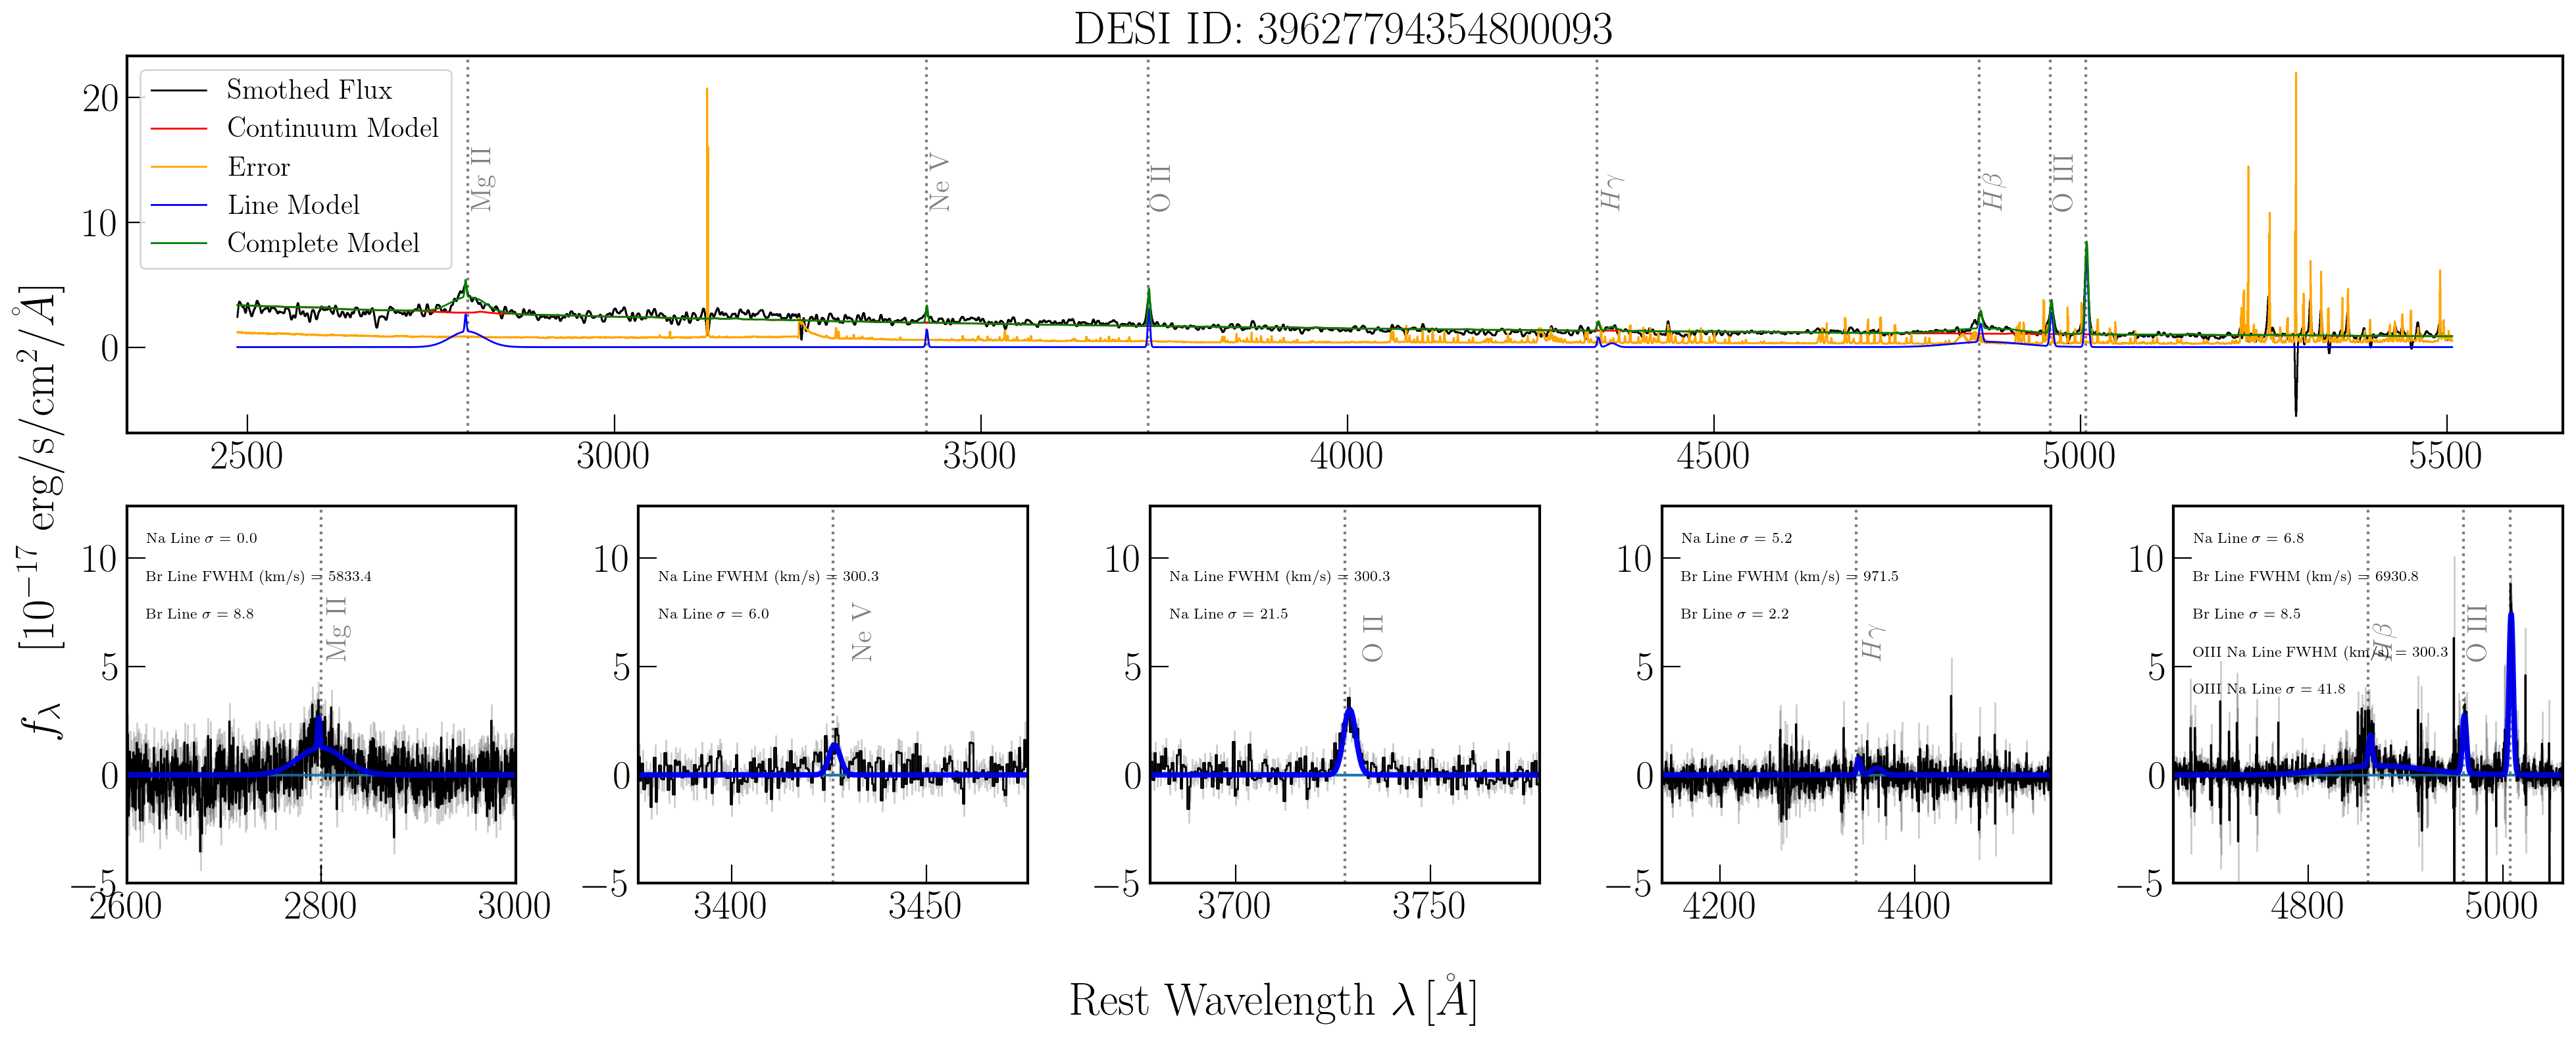 DESI ID: 39627794354800093
20
10
0
Smothed Flux
Continuum Model
Error
Line Model
Complete Model
Mg II
Ne V
O II
Hγ
Hβ
O III
2500
3000
3500
4000
4500
5000
5500
fλ [10⁻¹⁷ erg/s/cm²/Å]
10
5
0
−5
Na Line σ = 0.0
Br Line FWHM (km/s) = 5833.4
Br Line σ = 8.8
Mg II
2600
2800
3000
10
5
0
−5
Na Line FWHM (km/s) = 300.3
Na Line σ = 6.0
Ne V
3400
3450
10
5
0
−5
Na Line FWHM (km/s) = 300.3
Na Line σ = 21.5
O II
3700
3750
10
5
0
−5
Na Line σ = 5.2
Br Line FWHM (km/s) = 971.5
Br Line σ = 2.2
Hγ
4200
4400
10
5
0
−5
Na Line σ = 6.8
Br Line FWHM (km/s) = 6930.8
Br Line σ = 8.5
OIII Na Line FWHM (km/s) = 300.3
OIII Na Line σ = 41.8
Hβ
O III
4800
5000
Rest Wavelength λ [Å]